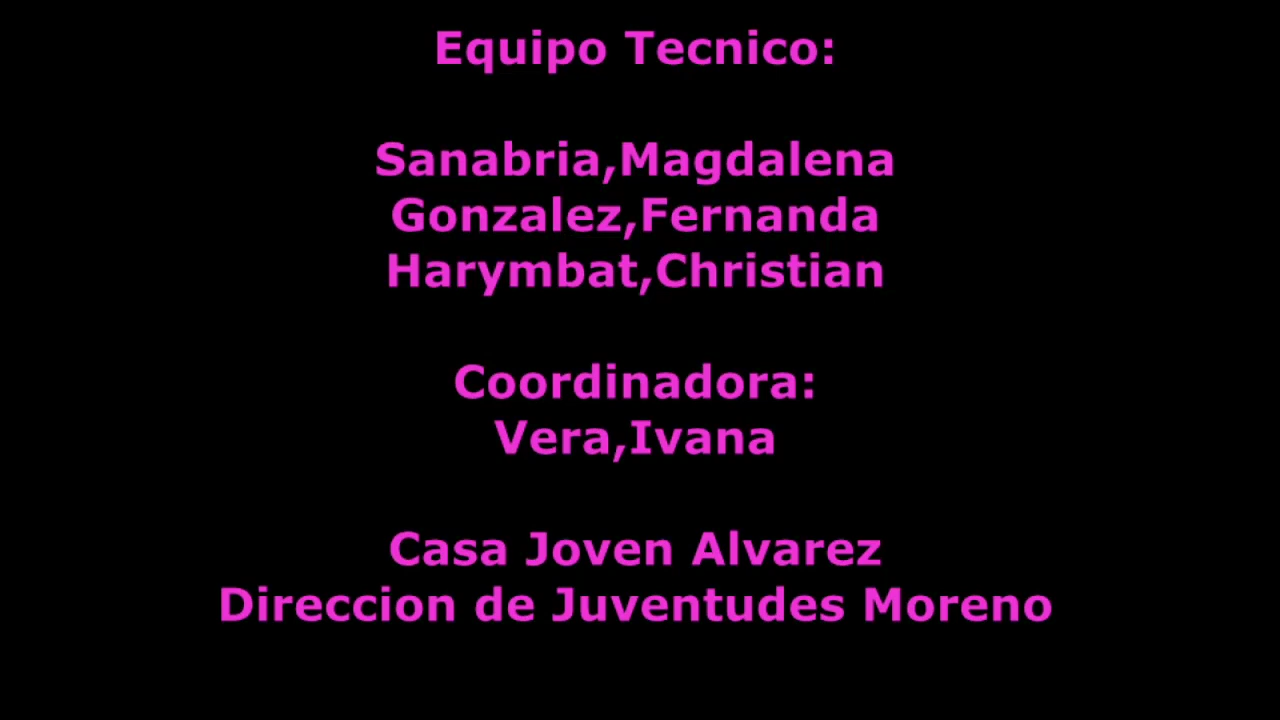 Equipo Tecnico:
Sanabria,Magdalena
Gonzalez,Fernanda
Harymbat,Christian
Coordinadora:
Vera,Ivana
Casa Joven Alvarez
Direccion de Juventudes Moreno